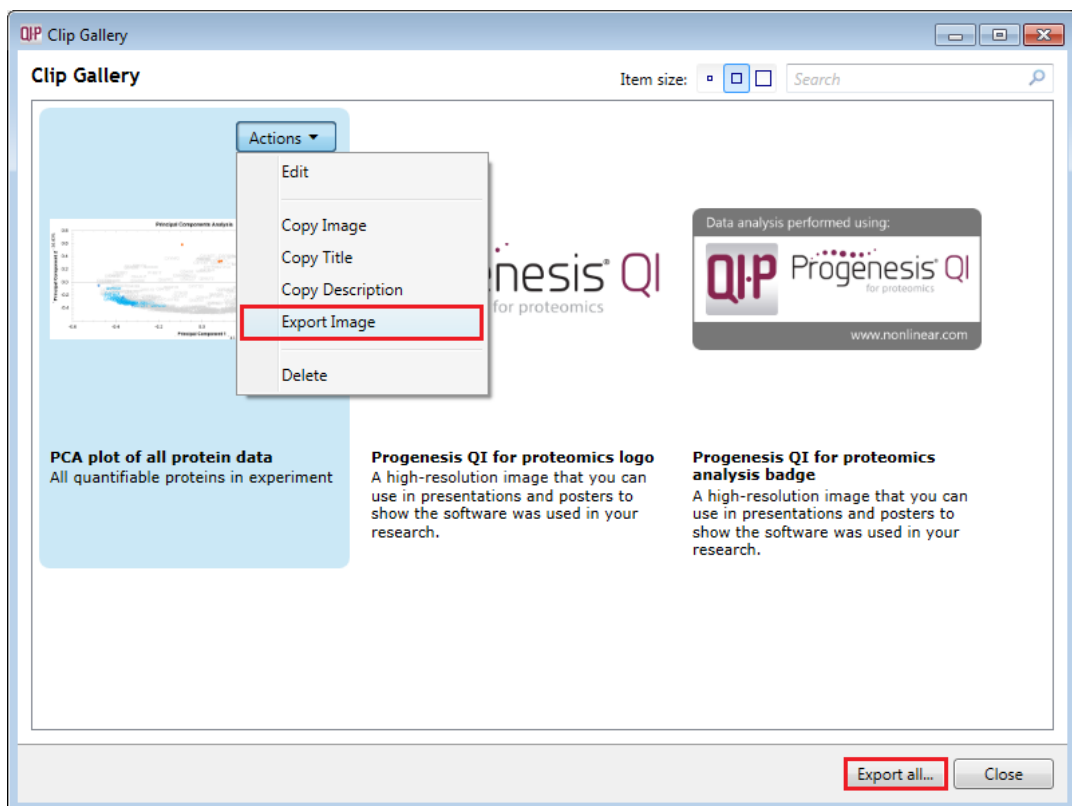 QI·P Clip Gallery
Clip Gallery
Item size:
Search
Actions
Edit
Copy Image
Copy Title
Copy Description
Export Image
Delete
Principal Components Analysis
Principal Component 1
nesis QI
for proteomics
Data analysis performed using:
QI·P Progenesis QI
for proteomics
www.nonlinear.com
PCA plot of all protein data
All quantifiable proteins in experiment
Progenesis QI for proteomics logo
A high-resolution image that you can
use in presentations and posters to
show the software was used in your
research.
Progenesis QI for proteomics
analysis badge
A high-resolution image that you can
use in presentations and posters to
show the software was used in your
research.
Export all...
Close